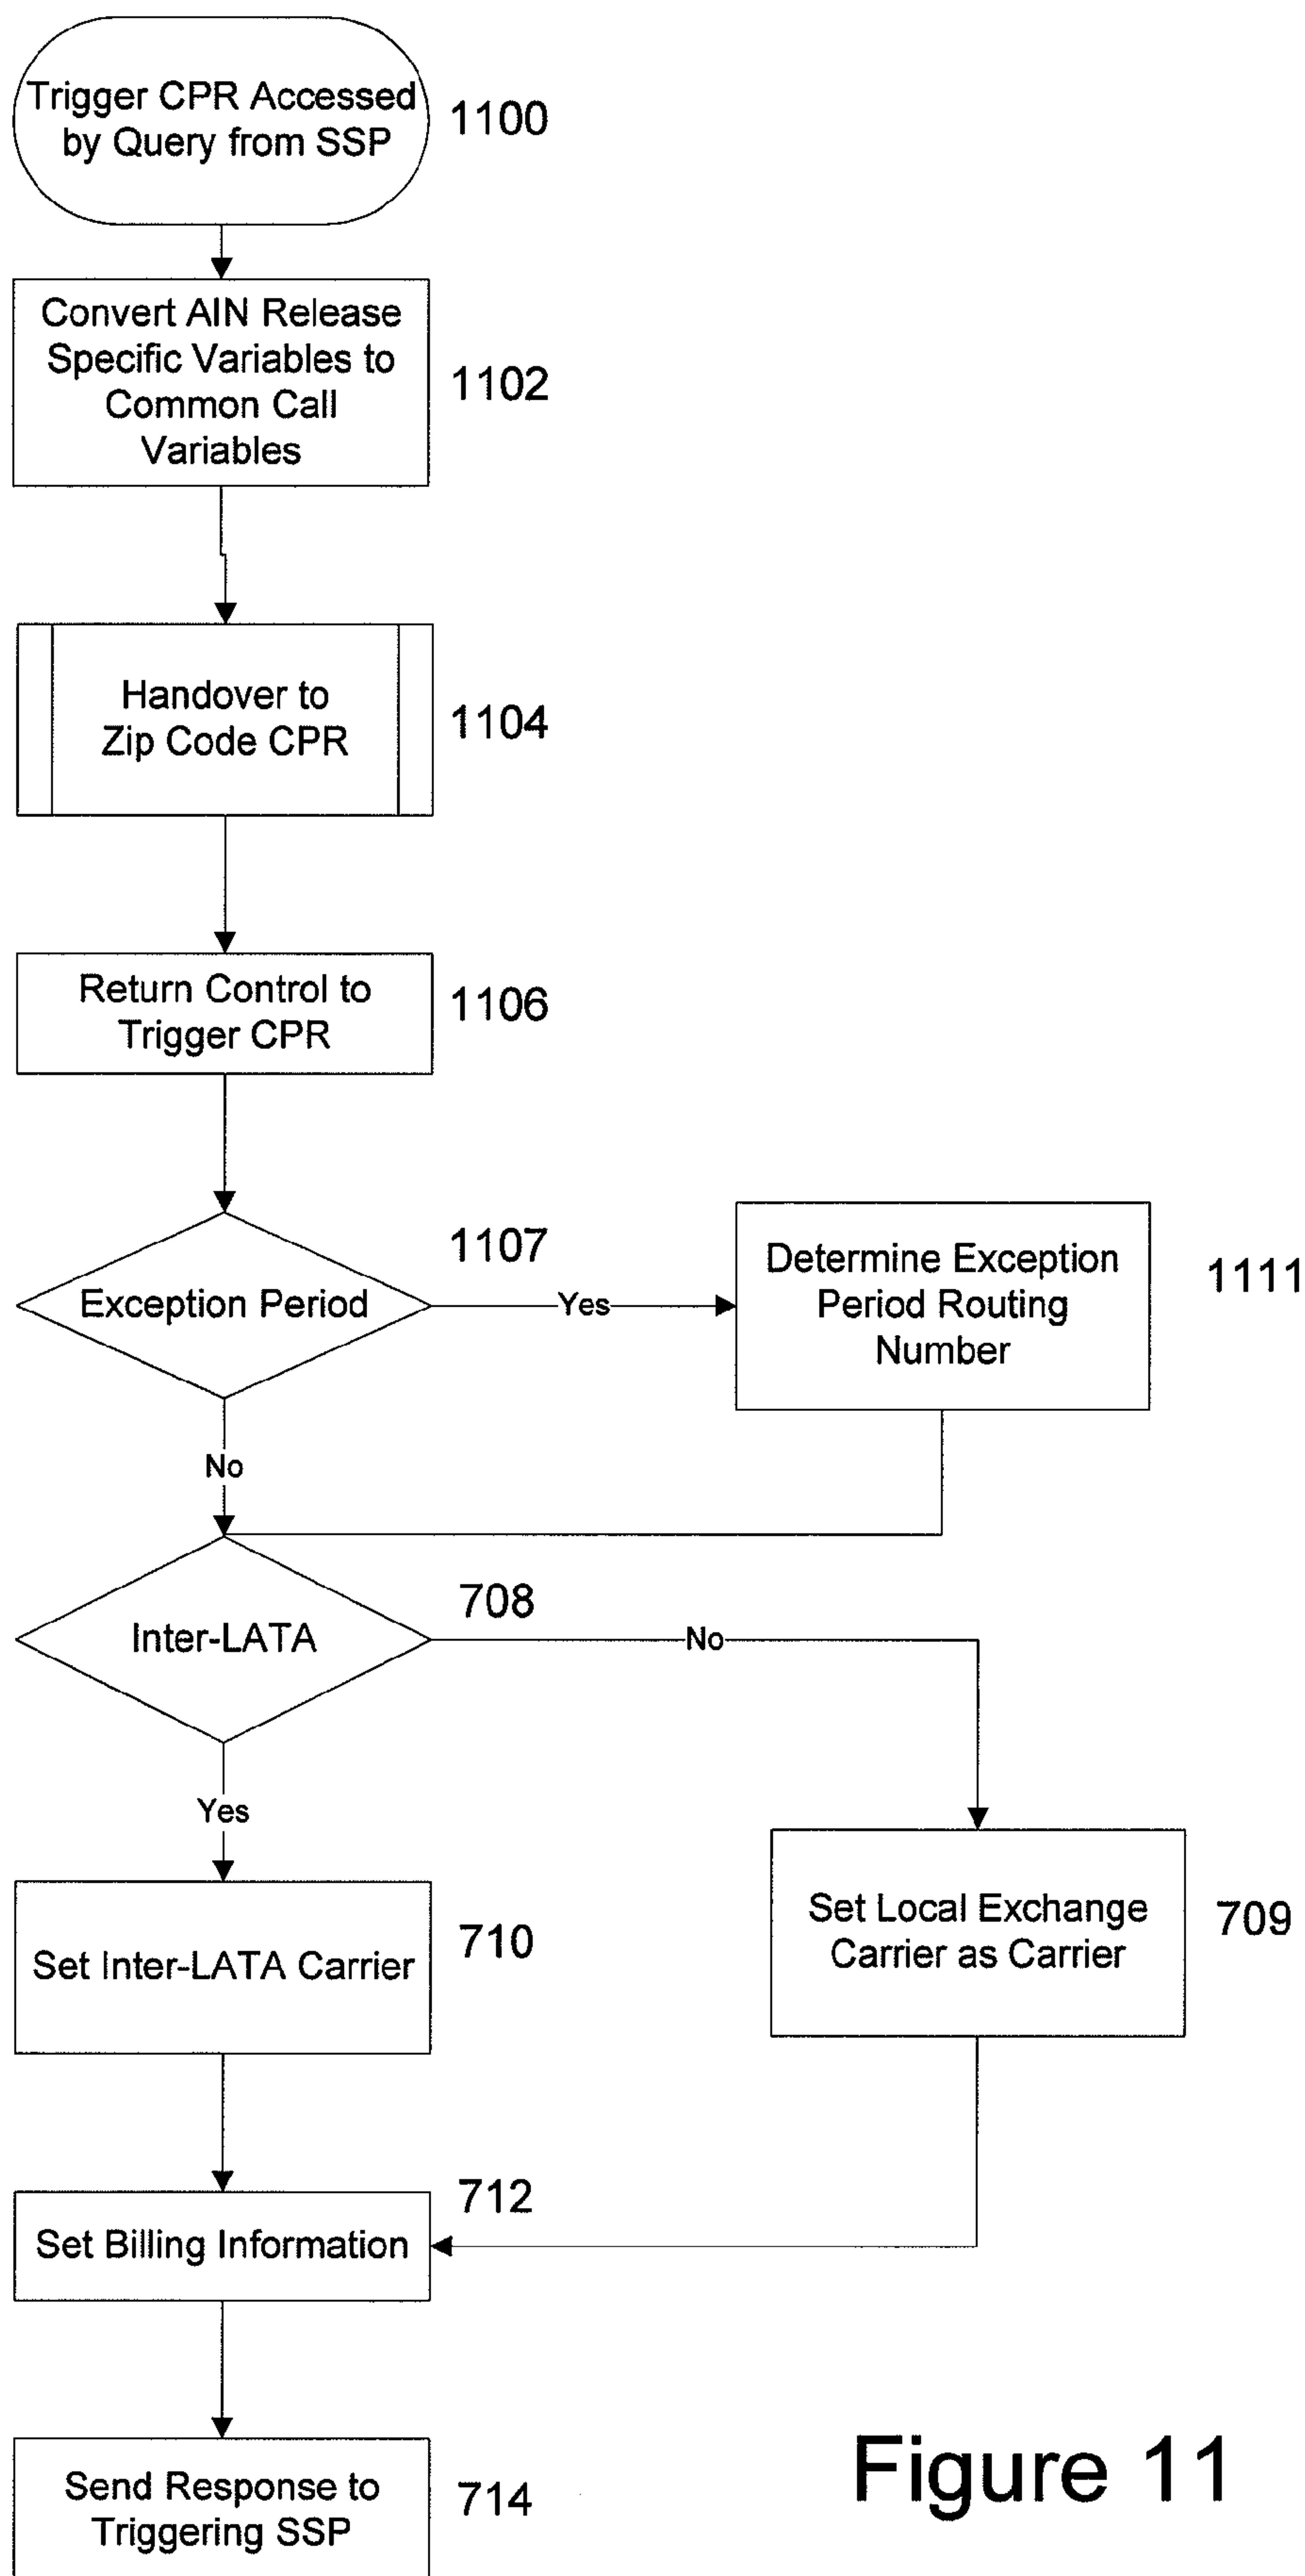 Trigger CPR Accessed
by Query from SSP
1100
Convert AIN Release
Specific Variables to
Common Call
Variables
1102
Handover to
Zip Code CPR
1104
Return Control to
Trigger CPR
1106
Exception Period
1107
Yes
Determine Exception
Period Routing
Number
1111
No
Inter-LATA
708
No
Yes
Set Inter-LATA Carrier
710
Set Local Exchange
Carrier as Carrier
709
Set Billing Information
712
Send Response to
Triggering SSP
714
Figure 11